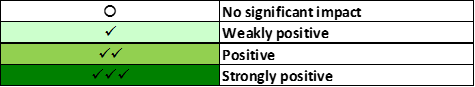 ○ No significant impact
✓ Weakly positive
✓✓ Positive
✓✓✓ Strongly positive